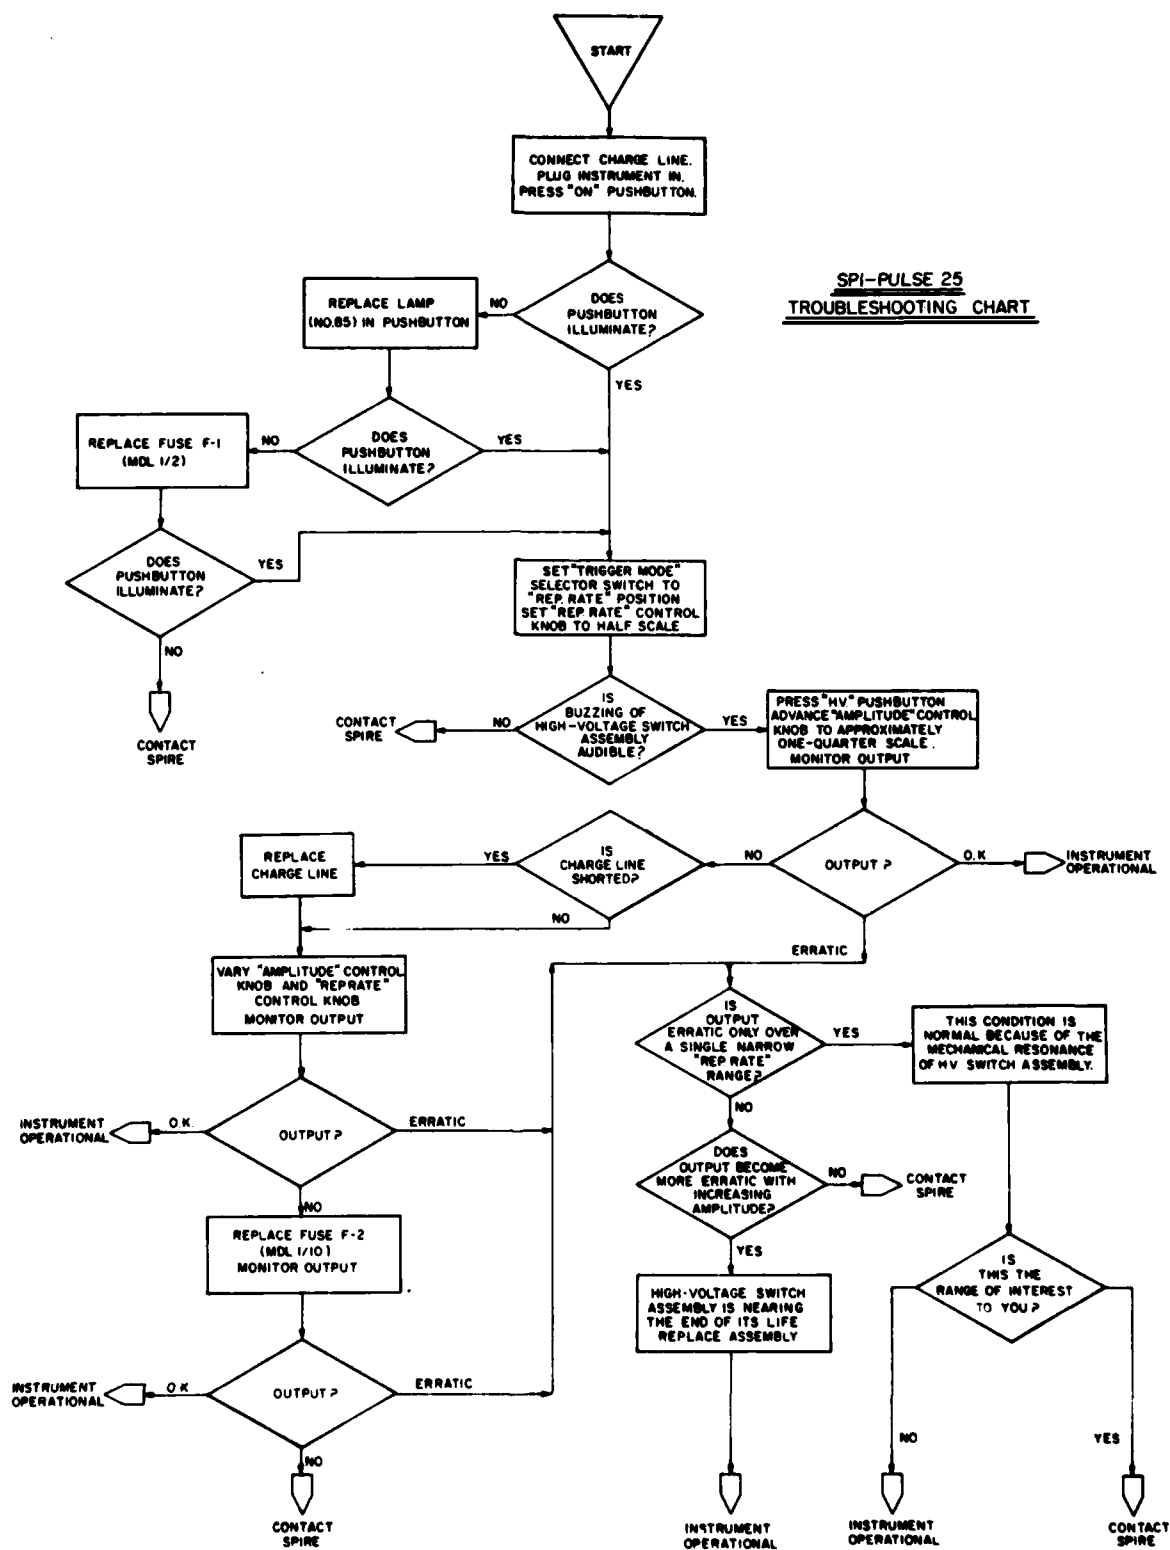 START
CONNECT CHARGE LINE.
PLUG INSTRUMENT IN.
PRESS "ON" PUSHBUTTON.
SPI-PULSE 25
TROUBLESHOOTING CHART
DOES
PUSHBUTTON
ILLUMINATE?
NO
YES
REPLACE LAMP
(NO.85) IN PUSHBUTTON
DOES
PUSHBUTTON
ILLUMINATE?
NO
YES
REPLACE FUSE F-1
(MDL 1/2)
DOES
PUSHBUTTON
ILLUMINATE?
YES
NO
CONTACT
SPIRE
SET "TRIGGER MODE"
SELECTOR SWITCH TO
"REP. RATE" POSITION
SET "REP. RATE" CONTROL
KNOB TO HALF SCALE
IS
BUZZING OF
HIGH-VOLTAGE SWITCH
ASSEMBLY
AUDIBLE?
NO
CONTACT
SPIRE
YES
PRESS "HV" PUSHBUTTON
ADVANCE "AMPLITUDE" CONTROL
KNOB TO APPROXIMATELY
ONE-QUARTER SCALE.
MONITOR OUTPUT
OUTPUT?
O.K.
INSTRUMENT
OPERATIONAL
NO
ERRATIC
IS
CHARGE LINE
SHORTED?
YES
NO
REPLACE
CHARGE LINE
VARY "AMPLITUDE" CONTROL
KNOB AND "REP.RATE"
CONTROL KNOB
MONITOR OUTPUT
OUTPUT?
O.K.
INSTRUMENT
OPERATIONAL
ERRATIC
NO
REPLACE FUSE F-2
(MDL 1/10)
MONITOR OUTPUT
OUTPUT?
O.K
INSTRUMENT
OPERATIONAL
ERRATIC
NO
CONTACT
SPIRE
IS
OUTPUT
ERRATIC ONLY OVER
A SINGLE NARROW
"REP. RATE"
RANGE?
YES
NO
THIS CONDITION IS
NORMAL BECAUSE OF THE
MECHANICAL RESONANCE
OF HV SWITCH ASSEMBLY.
DOES
OUTPUT BECOME
MORE ERRATIC WITH
INCREASING
AMPLITUDE?
NO
CONTACT
SPIRE
YES
HIGH-VOLTAGE SWITCH
ASSEMBLY IS NEARING
THE END OF ITS LIFE
REPLACE ASSEMBLY
INSTRUMENT
OPERATIONAL
IS
THIS THE
RANGE OF INTEREST
TO YOU?
NO
INSTRUMENT
OPERATIONAL
YES
CONTACT
SPIRE